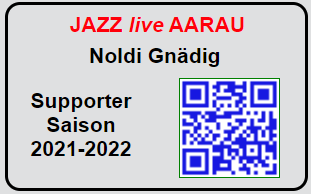 JAZZ live AARAU
Noldi Gnädig
Supporter
Saison
2021-2022